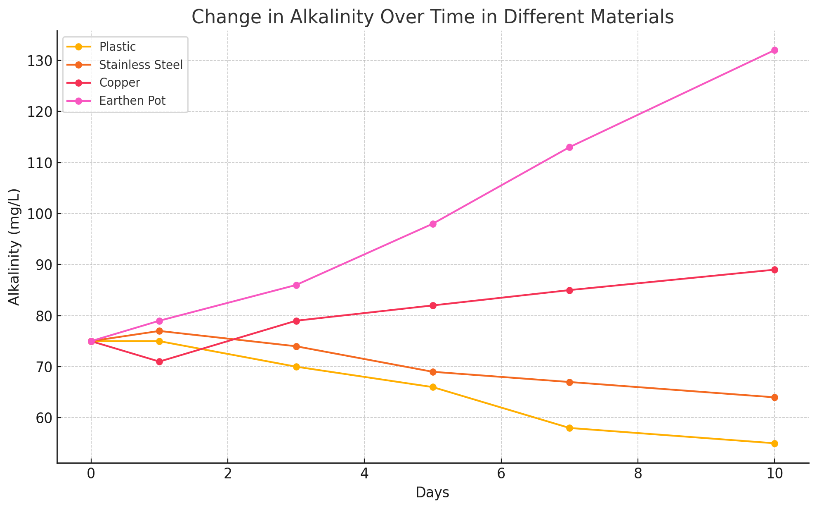 Change in Alkalinity Over Time in Different Materials
Plastic
Stainless Steel
Copper
Earthen Pot
Alkalinity (mg/L)
130
120
110
100
90
80
70
60
0 2 4 6 8 10
Days